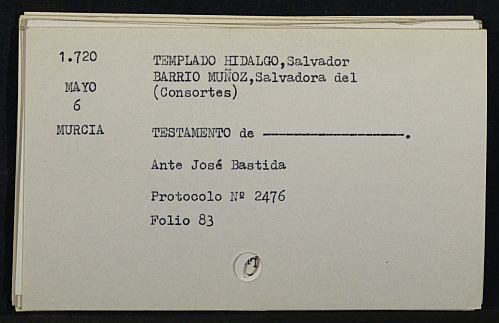 1.720
MAYO
6
MURCIA
TEMPLADO HIDALGO,Salvador
BARRIO MUÑOZ,Salvadora del
(Consortes)
TESTAMENTO de --------------------.
Ante José Bastida
Protocolo Nº 2476
Folio 83